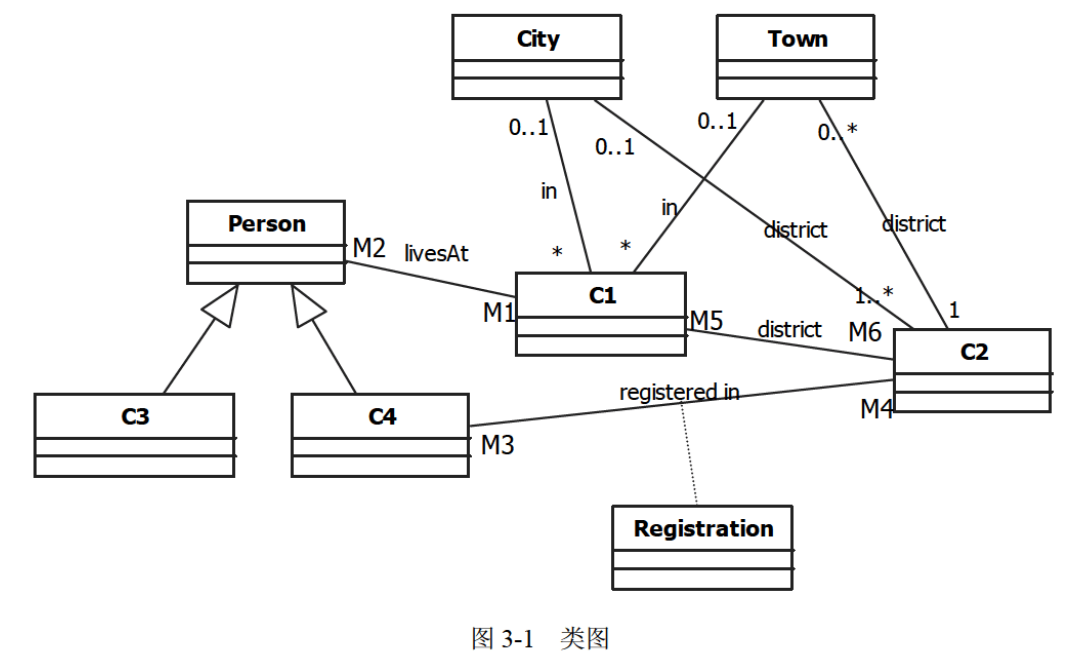 City
Town
0..1
0..1
0..1
0..*
in
in
district
district
Person
M2
livesAt
*
*
C1
M1
M5
district
1..*
M6
1
C2
registered in
M4
C3
C4
M3
Registration
图 3-1 类图